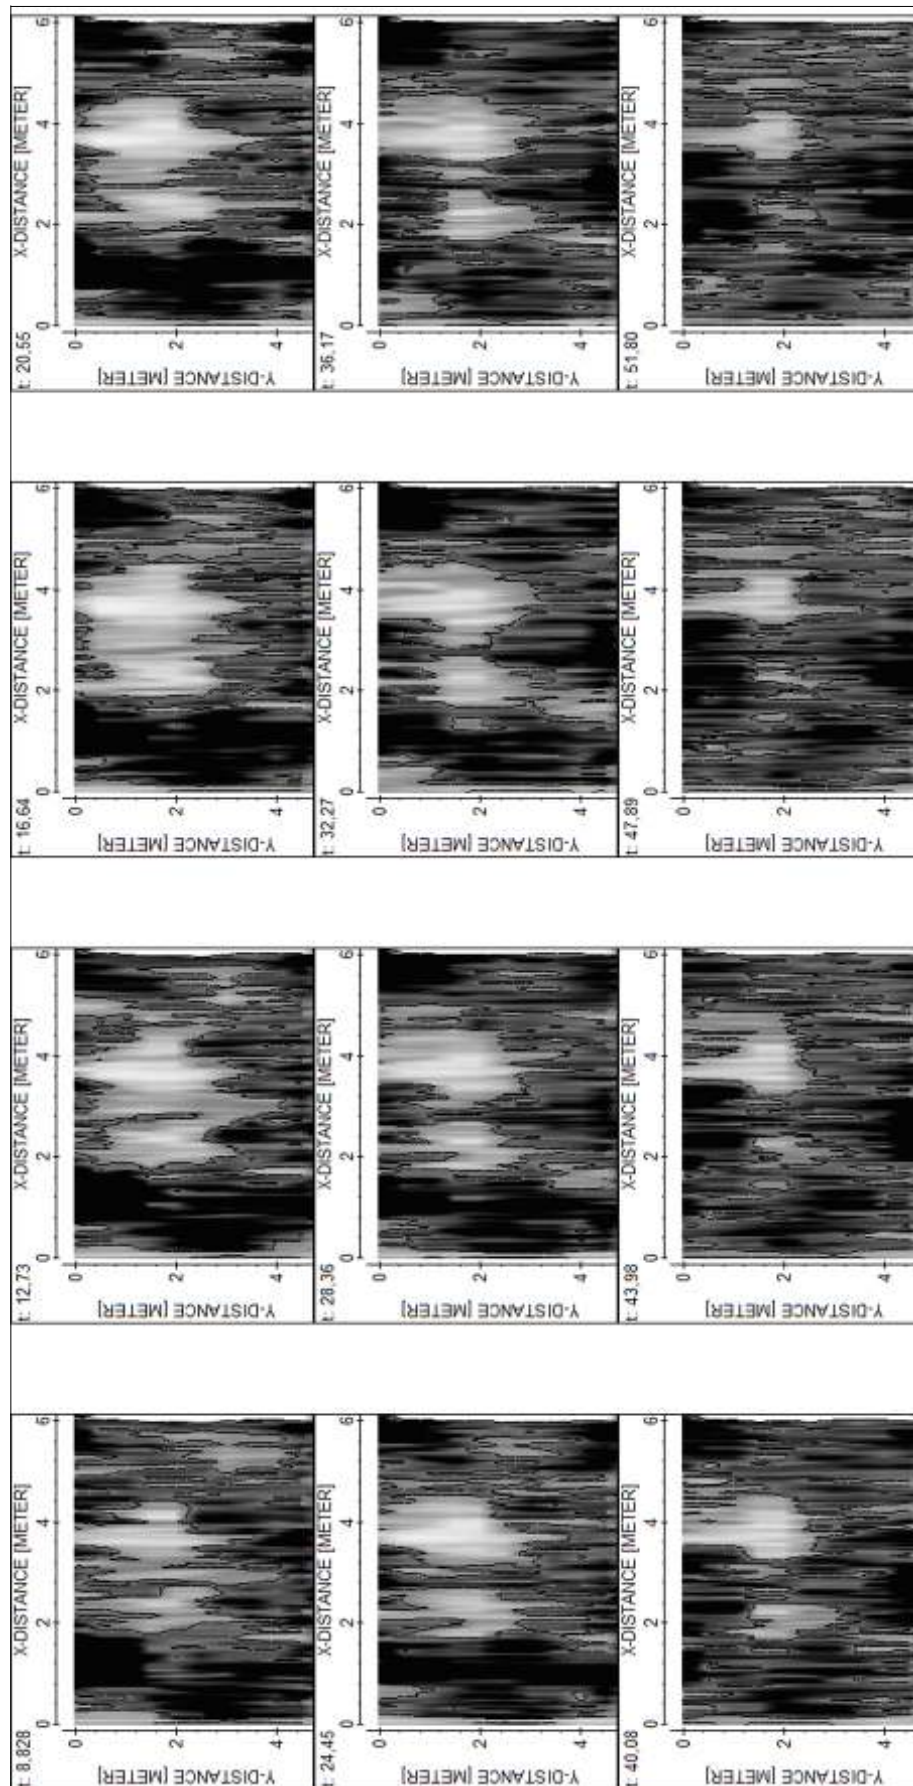 t: 8,828 X-DISTANCE [METER]
0 2 4 6
0
2
4
Y-DISTANCE [METER]
t: 12,73 X-DISTANCE [METER]
0 2 4 6
0
2
4
Y-DISTANCE [METER]
t: 16,64 X-DISTANCE [METER]
0 2 4 6
0
2
4
Y-DISTANCE [METER]
t: 20,55 X-DISTANCE [METER]
0 2 4 6
0
2
4
Y-DISTANCE [METER]
t: 24,45 X-DISTANCE [METER]
0 2 4 6
0
2
4
Y-DISTANCE [METER]
t: 28,36 X-DISTANCE [METER]
0 2 4 6
0
2
4
Y-DISTANCE [METER]
t: 32,27 X-DISTANCE [METER]
0 2 4 6
0
2
4
Y-DISTANCE [METER]
t: 36,17 X-DISTANCE [METER]
0 2 4 6
0
2
4
Y-DISTANCE [METER]
t: 40,08 X-DISTANCE [METER]
0 2 4 6
0
2
4
Y-DISTANCE [METER]
t: 43,98 X-DISTANCE [METER]
0 2 4 6
0
2
4
Y-DISTANCE [METER]
t: 47,89 X-DISTANCE [METER]
0 2 4 6
0
2
4
Y-DISTANCE [METER]
t: 51,80 X-DISTANCE [METER]
0 2 4 6
0
2
4
Y-DISTANCE [METER]